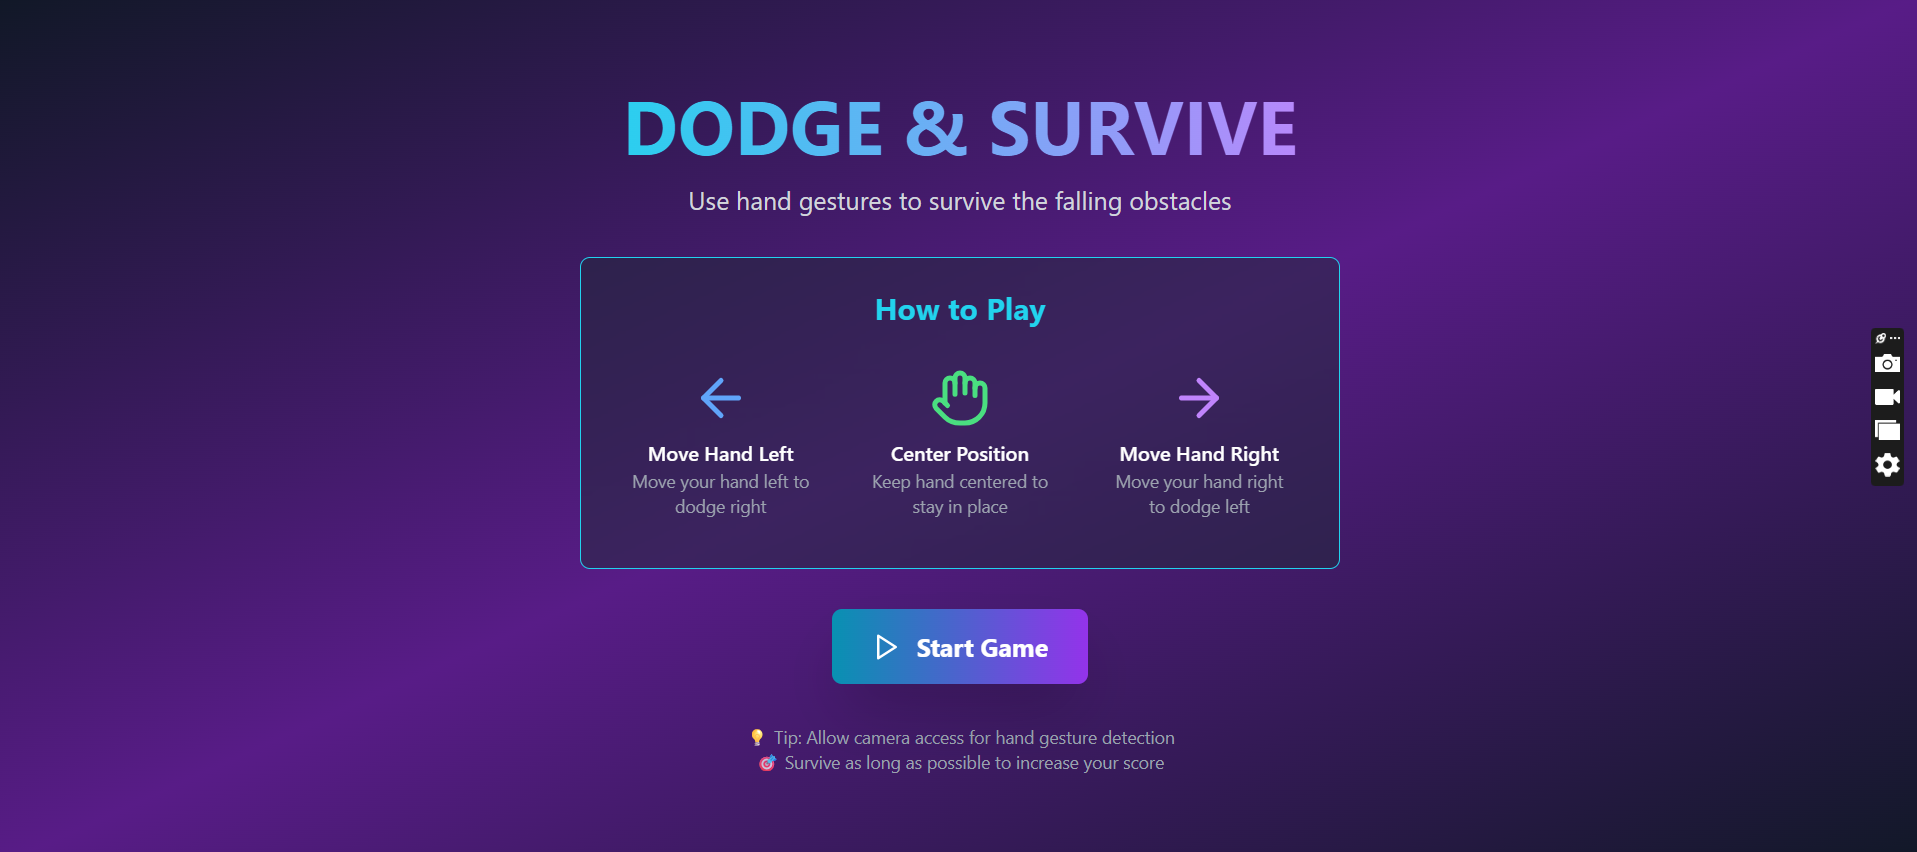 DODGE & SURVIVE
Use hand gestures to survive the falling obstacles
How to Play
Move Hand Left
Move your hand left to
dodge right
Center Position
Keep hand centered to
stay in place
Move Hand Right
Move your hand right
to dodge left
Start Game
💡 Tip: Allow camera access for hand gesture detection
🎯 Survive as long as possible to increase your score